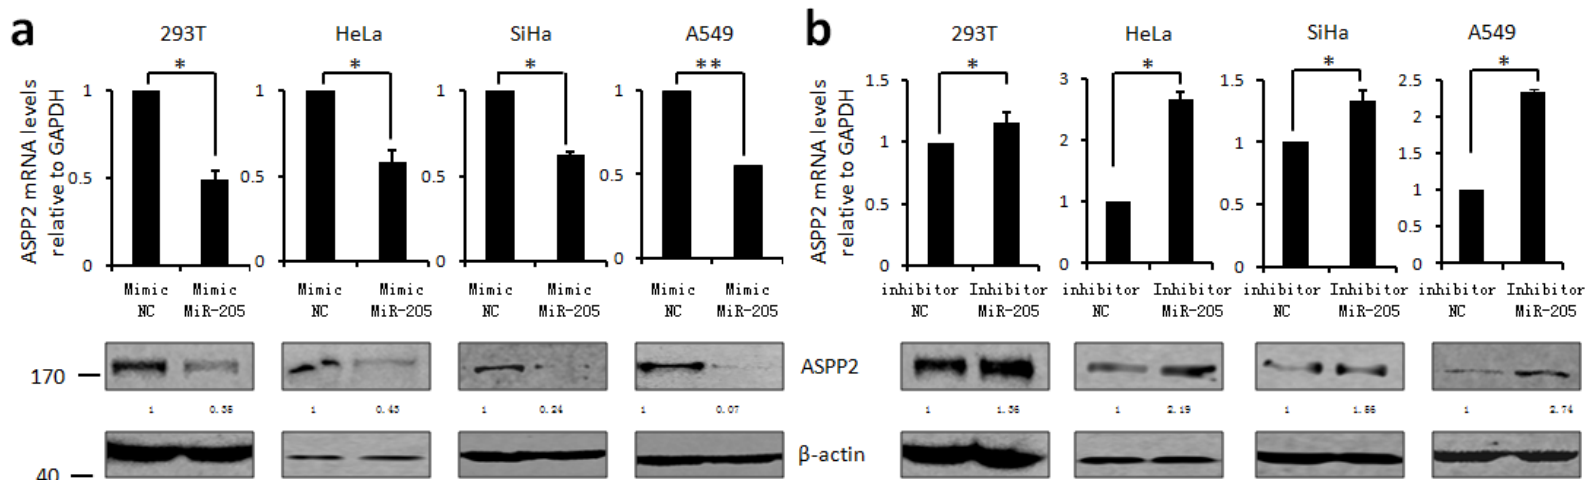 a
293T HeLa SiHa A549
* * * **
ASPP2 mRNA levels
relative to GAPDH
1 0.5 0
1 0.5 0
1 0.5 0
1 0.5 0
Mimic Mimic Mimic Mimic Mimic Mimic Mimic Mimic
NC MiR-205 NC MiR-205 NC MiR-205 NC MiR-205
170
1 0.35 1 0.43 1 0.24 1 0.07
40
ASPP2
β-actin
b
293T HeLa SiHa A549
* * * *
ASPP2 mRNA levels
relative to GAPDH
1.5 1 0.5 0
3 2 1 0
1.5 1 0.5 0
2.5 2 1.5 1 0.5 0
inhibitor Inhibitor inhibitor Inhibitor inhibitor Inhibitor inhibitor Inhibitor
NC MiR-205 NC MiR-205 NC MiR-205 NC MiR-205
1 1.36 1 2.19 1 1.86 1 2.74